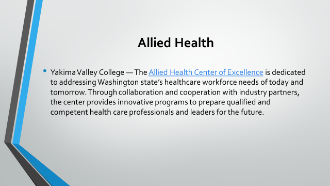 Allied Health
• Yakima Valley College — The Allied Health Center of Excellence is dedicated
to addressing Washington state's healthcare workforce needs of today and
tomorrow. Through collaboration and cooperation with industry partners,
the center provides innovative programs to prepare qualified and
competent health care professionals and leaders for the future.